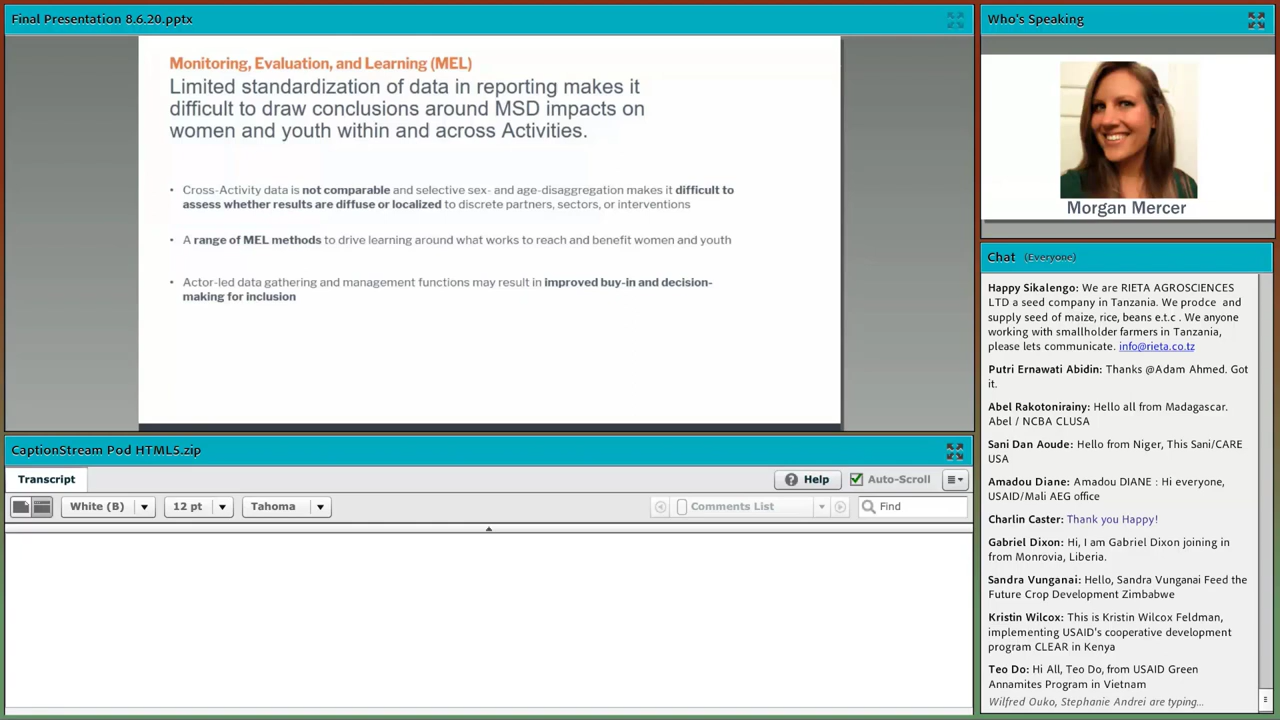 Final Presentation 8.6.20.pptx
Monitoring, Evaluation, and Learning (MEL)
Limited standardization of data in reporting makes it
difficult to draw conclusions around MSD impacts on
women and youth within and across Activities.
• Cross-Activity data is not comparable and selective sex- and age-disaggregation makes it difficult to
assess whether results are diffuse or localized to discrete partners, sectors, or interventions
• A range of MEL methods to drive learning around what works to reach and benefit women and youth
• Actor-led data gathering and management functions may result in improved buy-in and decision-
making for inclusion
CaptionStream Pod HTML5.zip
Transcript
Help
Auto-Scroll
White (B)
12 pt
Tahoma
Comments List
Find
Who's Speaking
Morgan Mercer
Chat (Everyone)
Happy Sikalengo: We are RIETA AGROSCIENCES
LTD a seed company in Tanzania. We prodce and
supply seed of maize, rice, beans e.t.c . We anyone
working with smallholder farmers in Tanzania,
please lets communicate. info@rieta.co.tz
Putri Ernawati Abidin: Thanks @Adam Ahmed. Got
it.
Abel Rakotonirainy: Hello all from Madagascar.
Abel / NCBA CLUSA
Sani Dan Aoude: Hello from Niger, This Sani/CARE
USA
Amadou Diane: Amadou DIANE : Hi everyone,
USAID/Mali AEG office
Charlin Caster: Thank you Happy!
Gabriel Dixon: Hi, I am Gabriel Dixon joining in
from Monrovia, Liberia.
Sandra Vunganai: Hello, Sandra Vunganai Feed the
Future Crop Development Zimbabwe
Kristin Wilcox: This is Kristin Wilcox Feldman,
implementing USAID's cooperative development
program CLEAR in Kenya
Teo Do: Hi All, Teo Do, from USAID Green
Annamites Program in Vietnam
Wilfred Ouko, Stephanie Andrei are typing...